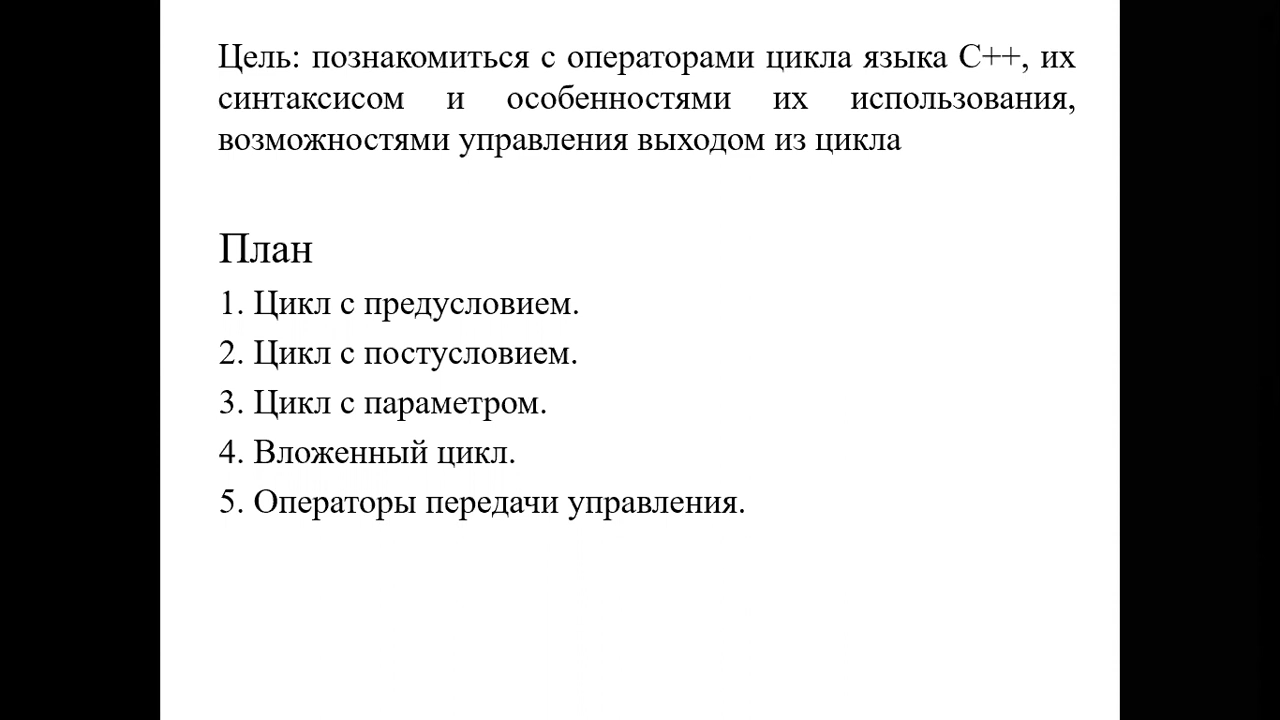 Цель: познакомиться с операторами цикла языка С++, их
синтаксисом и особенностями их использования,
возможностями управления выходом из цикла
План
1. Цикл с предусловием.
2. Цикл с постусловием.
3. Цикл с параметром.
4. Вложенный цикл.
5. Операторы передачи управления.